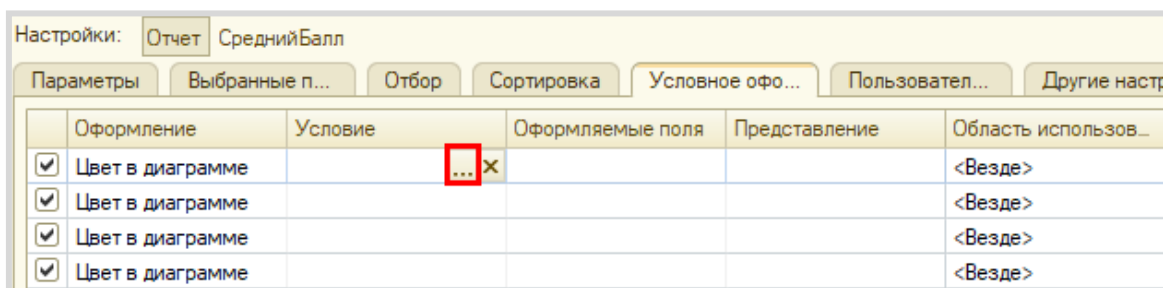 Настройки: Отчет СреднийБалл
Параметры Выбранные п... Отбор Сортировка Условное офо... Пользовател... Другие настр
Оформление Условие Оформляемые поля Представление Область использов...
Цвет в диаграмме ... × <Везде>
Цвет в диаграмме <Везде>
Цвет в диаграмме <Везде>
Цвет в диаграмме <Везде>